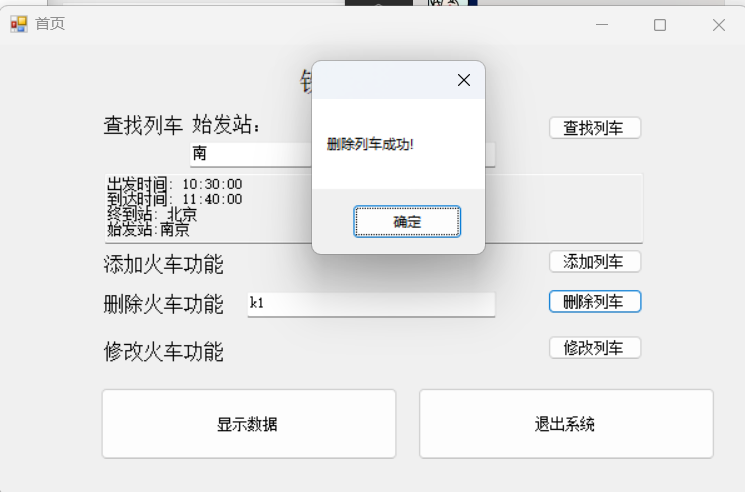 首页
查找列车 始发站：
查找列车
南
删除列车成功!
确定
出发时间: 10:30:00
到达时间: 11:40:00
终到站: 北京
始发站:南京
添加火车功能
添加列车
删除火车功能
k1
删除列车
修改火车功能
修改列车
显示数据
退出系统